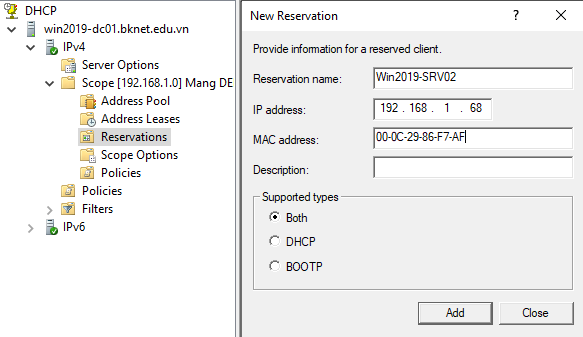 DHCP
win2019-dc01.bknet.edu.vn
IPv4
Server Options
Scope [192.168.1.0] Mang DE
Address Pool
Address Leases
Reservations
Scope Options
Policies
Policies
Filters
IPv6
New Reservation
?
Provide information for a reserved client.
Reservation name: Win2019-SRV02
IP address: 192 . 168 . 1 . 68
MAC address: 00-0C-29-86-F7-AF
Description:
Supported types
Both
DHCP
BOOTP
Add Close